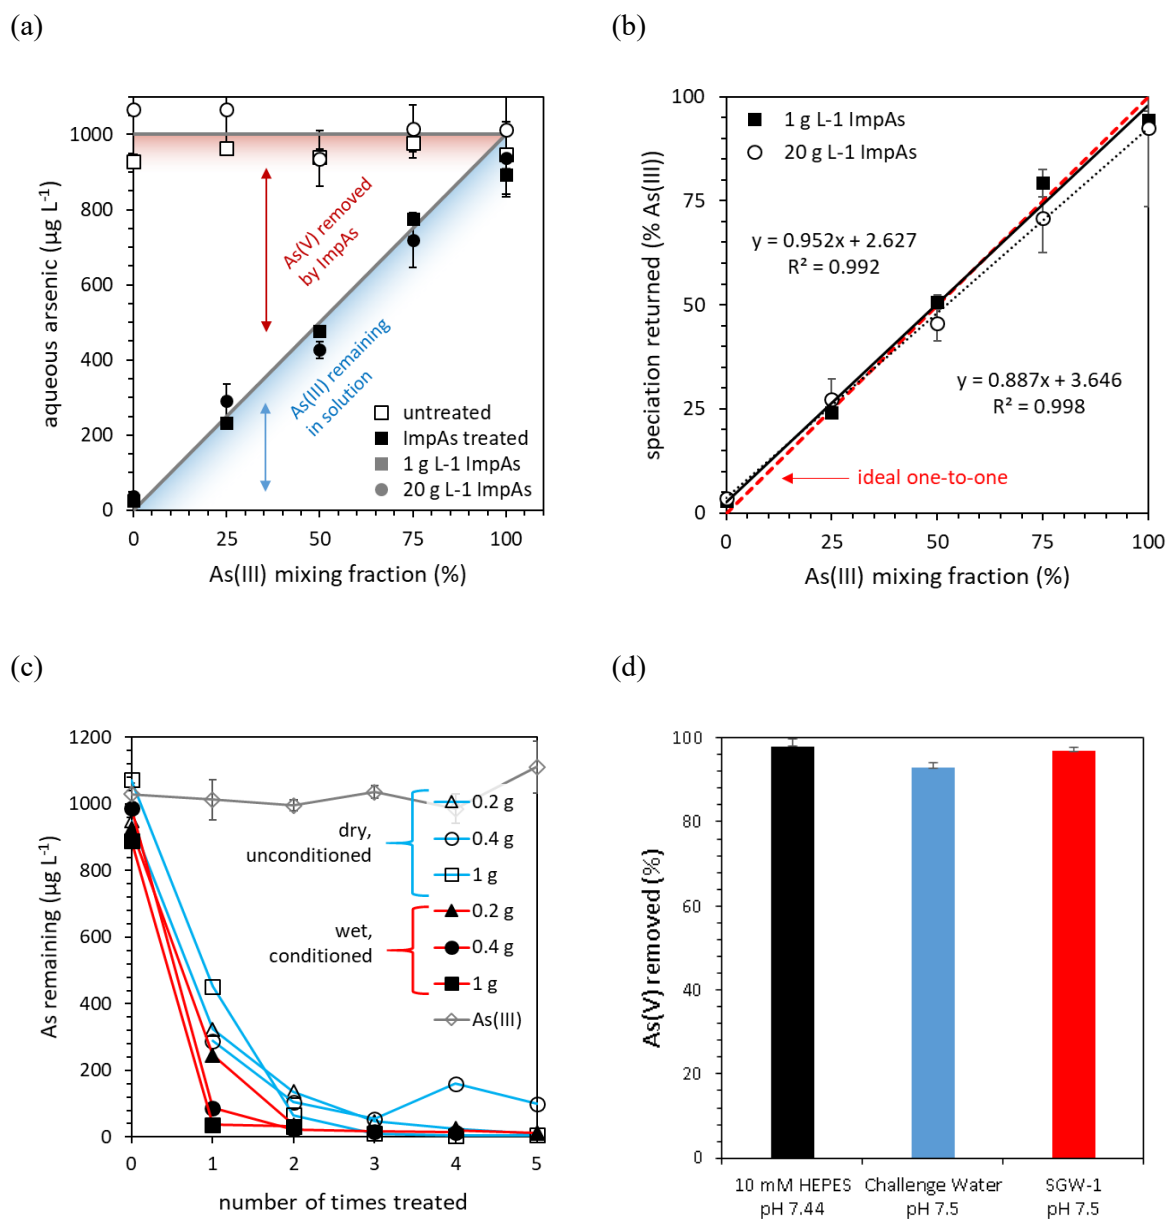 (a)
(b)
1000
800
600
400
200
0
aqueous arsenic (µg L-1)
As(V) removed
by ImpAs
As(III) remaining
in solution
untreated
ImpAs treated
1 g L-1 ImpAs
20 g L-1 ImpAs
0 25 50 75 100
As(III) mixing fraction (%)
100
75
50
25
0
speciation returned (% As(III))
1 g L-1 ImpAs
20 g L-1 ImpAs
y = 0.952x + 2.627
R² = 0.992
y = 0.887x + 3.646
R² = 0.998
ideal one-to-one
0 25 50 75 100
As(III) mixing fraction (%)
(c)
(d)
1200
1000
800
600
400
200
0
As remaining (µg L-1)
dry,
unconditioned
0.2 g
0.4 g
1 g
wet,
conditioned
0.2 g
0.4 g
1 g
As(III)
0 1 2 3 4 5
number of times treated
100
80
60
40
20
0
As(V) removed (%)
10 mM HEPES
pH 7.44
Challenge Water
pH 7.5
SGW-1
pH 7.5